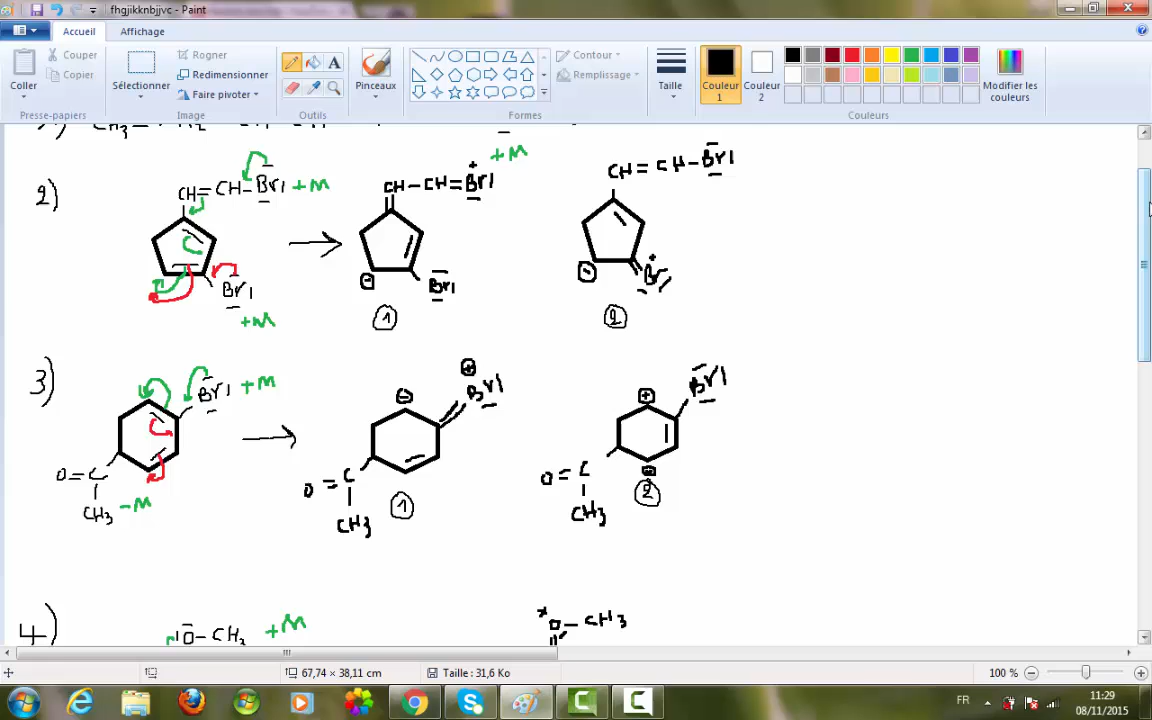 fhgjikknbjjvc - Paint
Accueil
Affichage
Couper
Copier
Coller
Presse-papiers
Sélectionner
Rogner
Redimensionner
Faire pivoter
Image
Outils
Pinceaux
Formes
Contour
Remplissage
Taille
Couleur 1
Couleur 2
Modifier les couleurs
Couleurs
2)
CH=CH-Br +M
Br
+M
CH-CH=Br +
+M
Br
-
1
CH=CH-Br
- Br +
2
3)
Br +M
O=C
CH3 -M
- + Br
O=C
CH3
1
+ Br
O=C
CH3
2
4)
O-CH3 +M
O-CH3
67,74 × 38,11 cm
Taille : 31,6 Ko
100 %
FR
11:29
08/11/2015